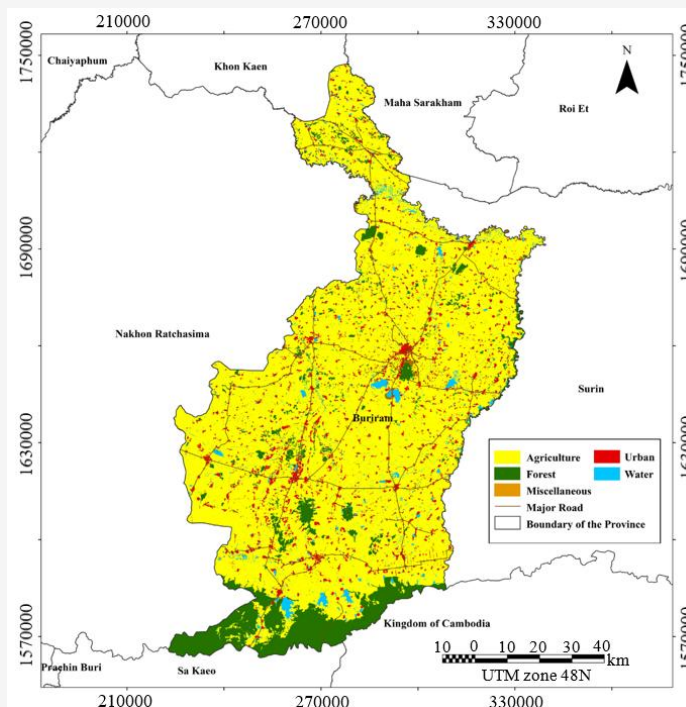 210000 270000 330000
1750000
1750000
Chaiyaphum
Khon Kaen
N
Maha Sarakham
Roi Et
1690000
1690000
Nakhon Ratchasima
Surin
Buriram
1630000
1630000
Agriculture Urban
Forest Water
Miscellaneous
Major Road
Boundary of the Province
Kingdom of Cambodia
1570000
1570000
Prachin Buri
Sa Kaeo
10 0 10 20 30 40
km
UTM zone 48N
210000 270000 330000